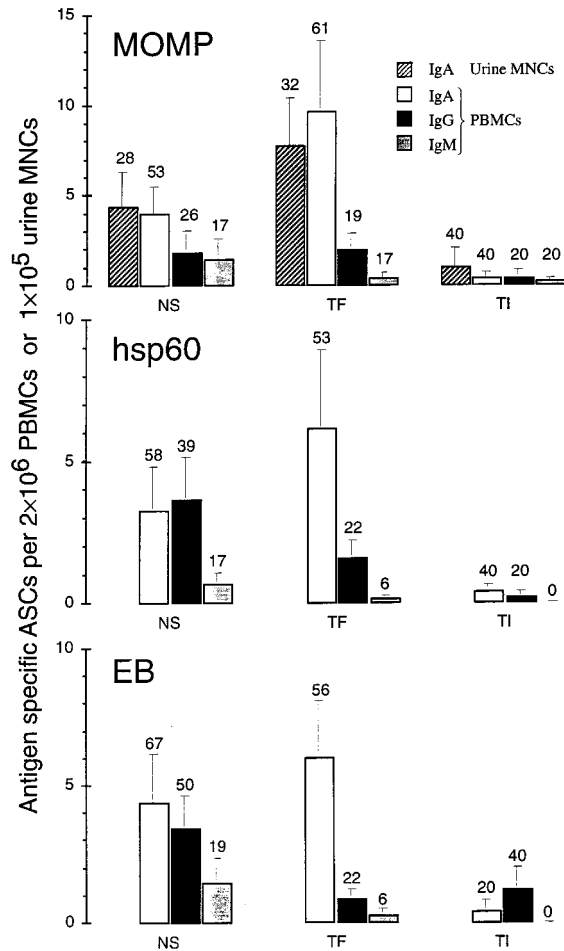 Antigen specific ASCs per 2×10⁶ PBMCs or 1×10⁵ urine MNCs
MOMP
15
10
5
0
IgA Urine MNCs
IgA
IgG PBMCs
IgM
28
53
26
17
32
61
19
17
40
40
20
20
NS
TF
TI
hsp60
10
5
0
58
39
17
53
22
6
40
20
0
NS
TF
TI
EB
10
5
0
67
50
19
56
22
6
20
40
0
NS
TF
TI